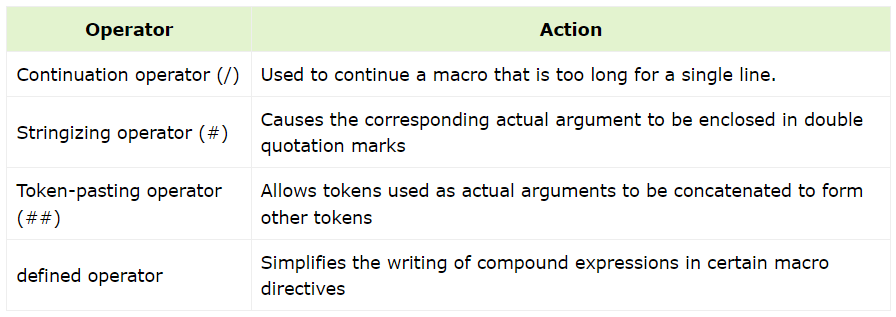 Operator Action
Continuation operator (/) Used to continue a macro that is too long for a single line.
Stringizing operator (#) Causes the corresponding actual argument to be enclosed in double
quotation marks
Token-pasting operator
(##) Allows tokens used as actual arguments to be concatenated to form
other tokens
defined operator Simplifies the writing of compound expressions in certain macro
directives